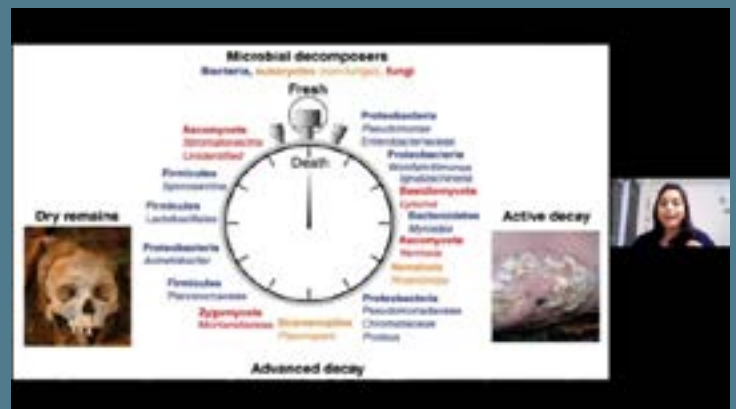 Microbial decomposers
Bacteria, eukaryotes (non-fungal), fungi
Fresh
Death
Ascomycota
Unidentified
Firmicutes
Firmicutes
Lactobacillales
Proteobacteria
Acinetobacter
Firmicutes
Planococcaceae
Zygomycota
Mortierellaceae
Dry remains
Proteobacteria
Pseudomonas
Enterobacteriaceae
Proteobacteria
Ignatzschineria
Basidiomycota
Bacteroidetes
Myroides
Ascomycota
Nematoda
Proteobacteria
Pseudomonadaceae
Proteus
Active decay
Advanced decay